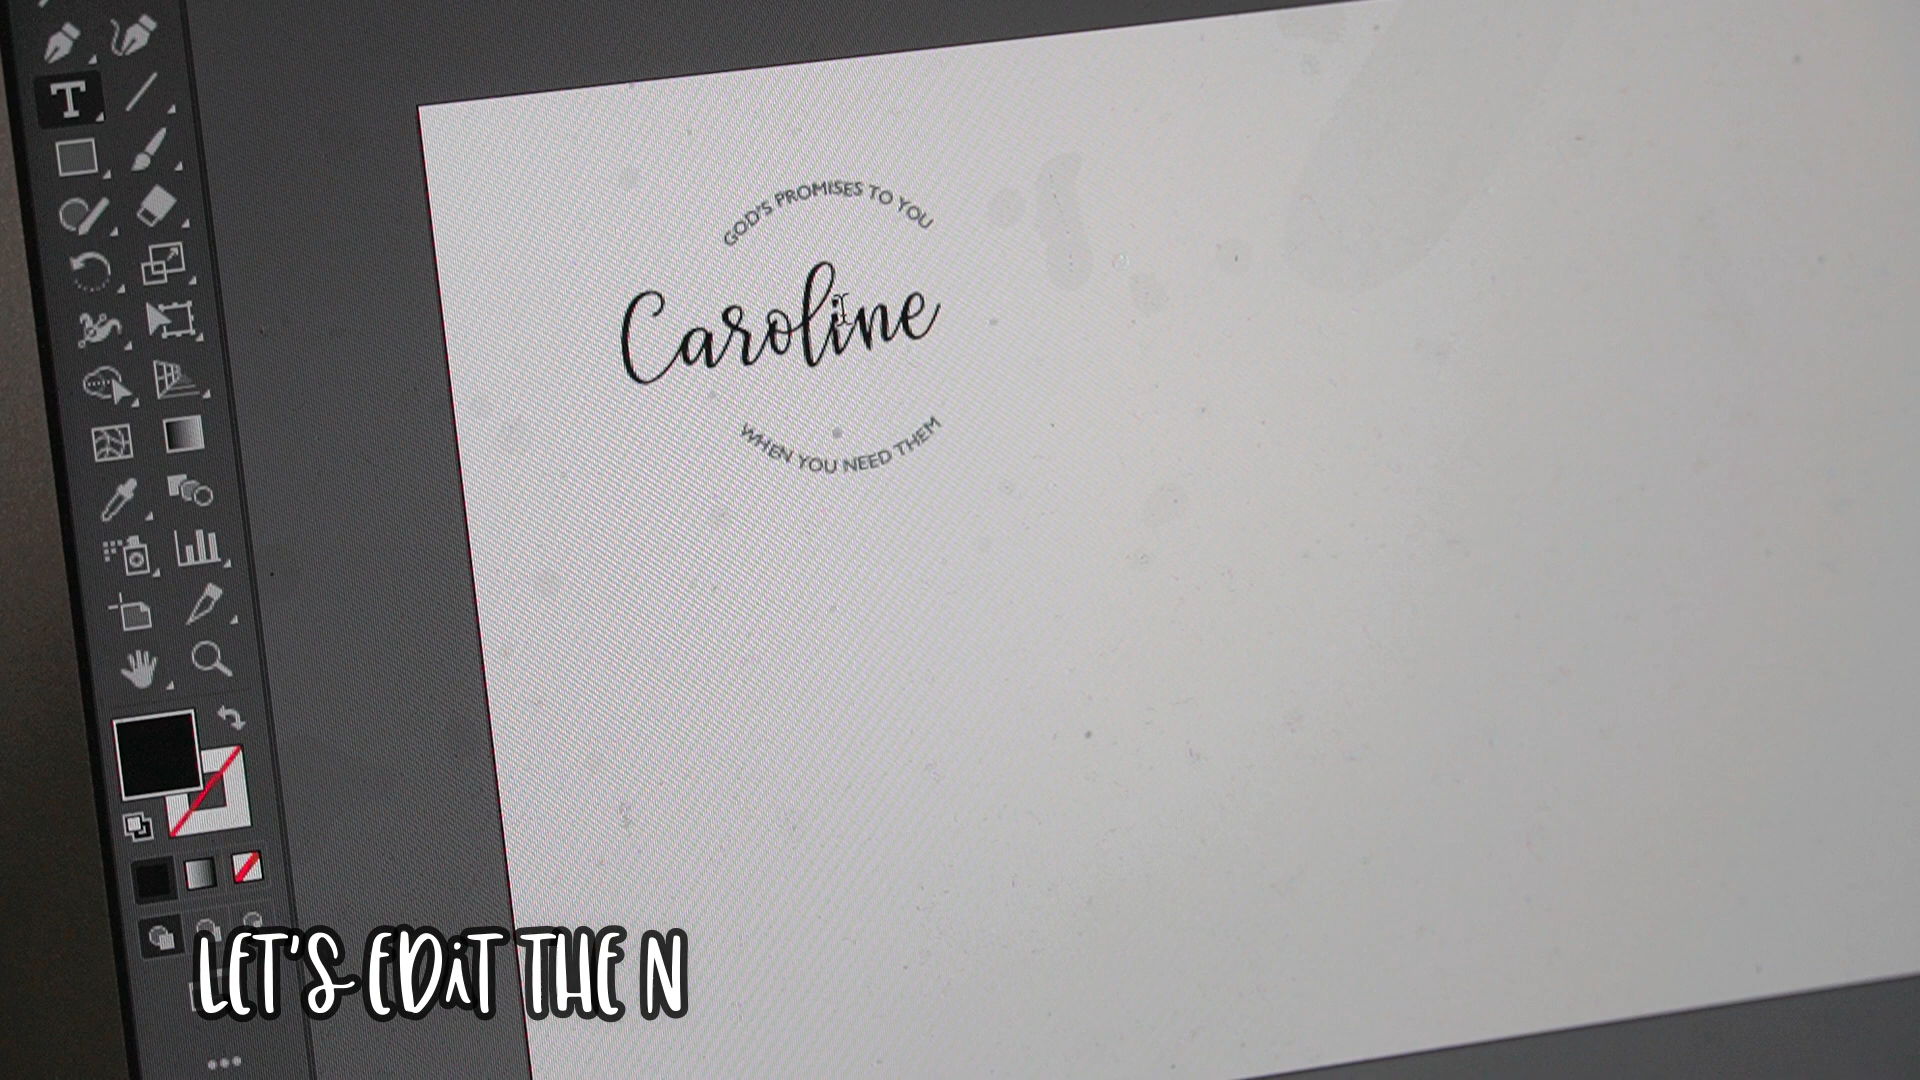 GOD'S PROMISES TO YOU
Caroline
WHEN YOU NEED THEM
LET'S EDiT THE N